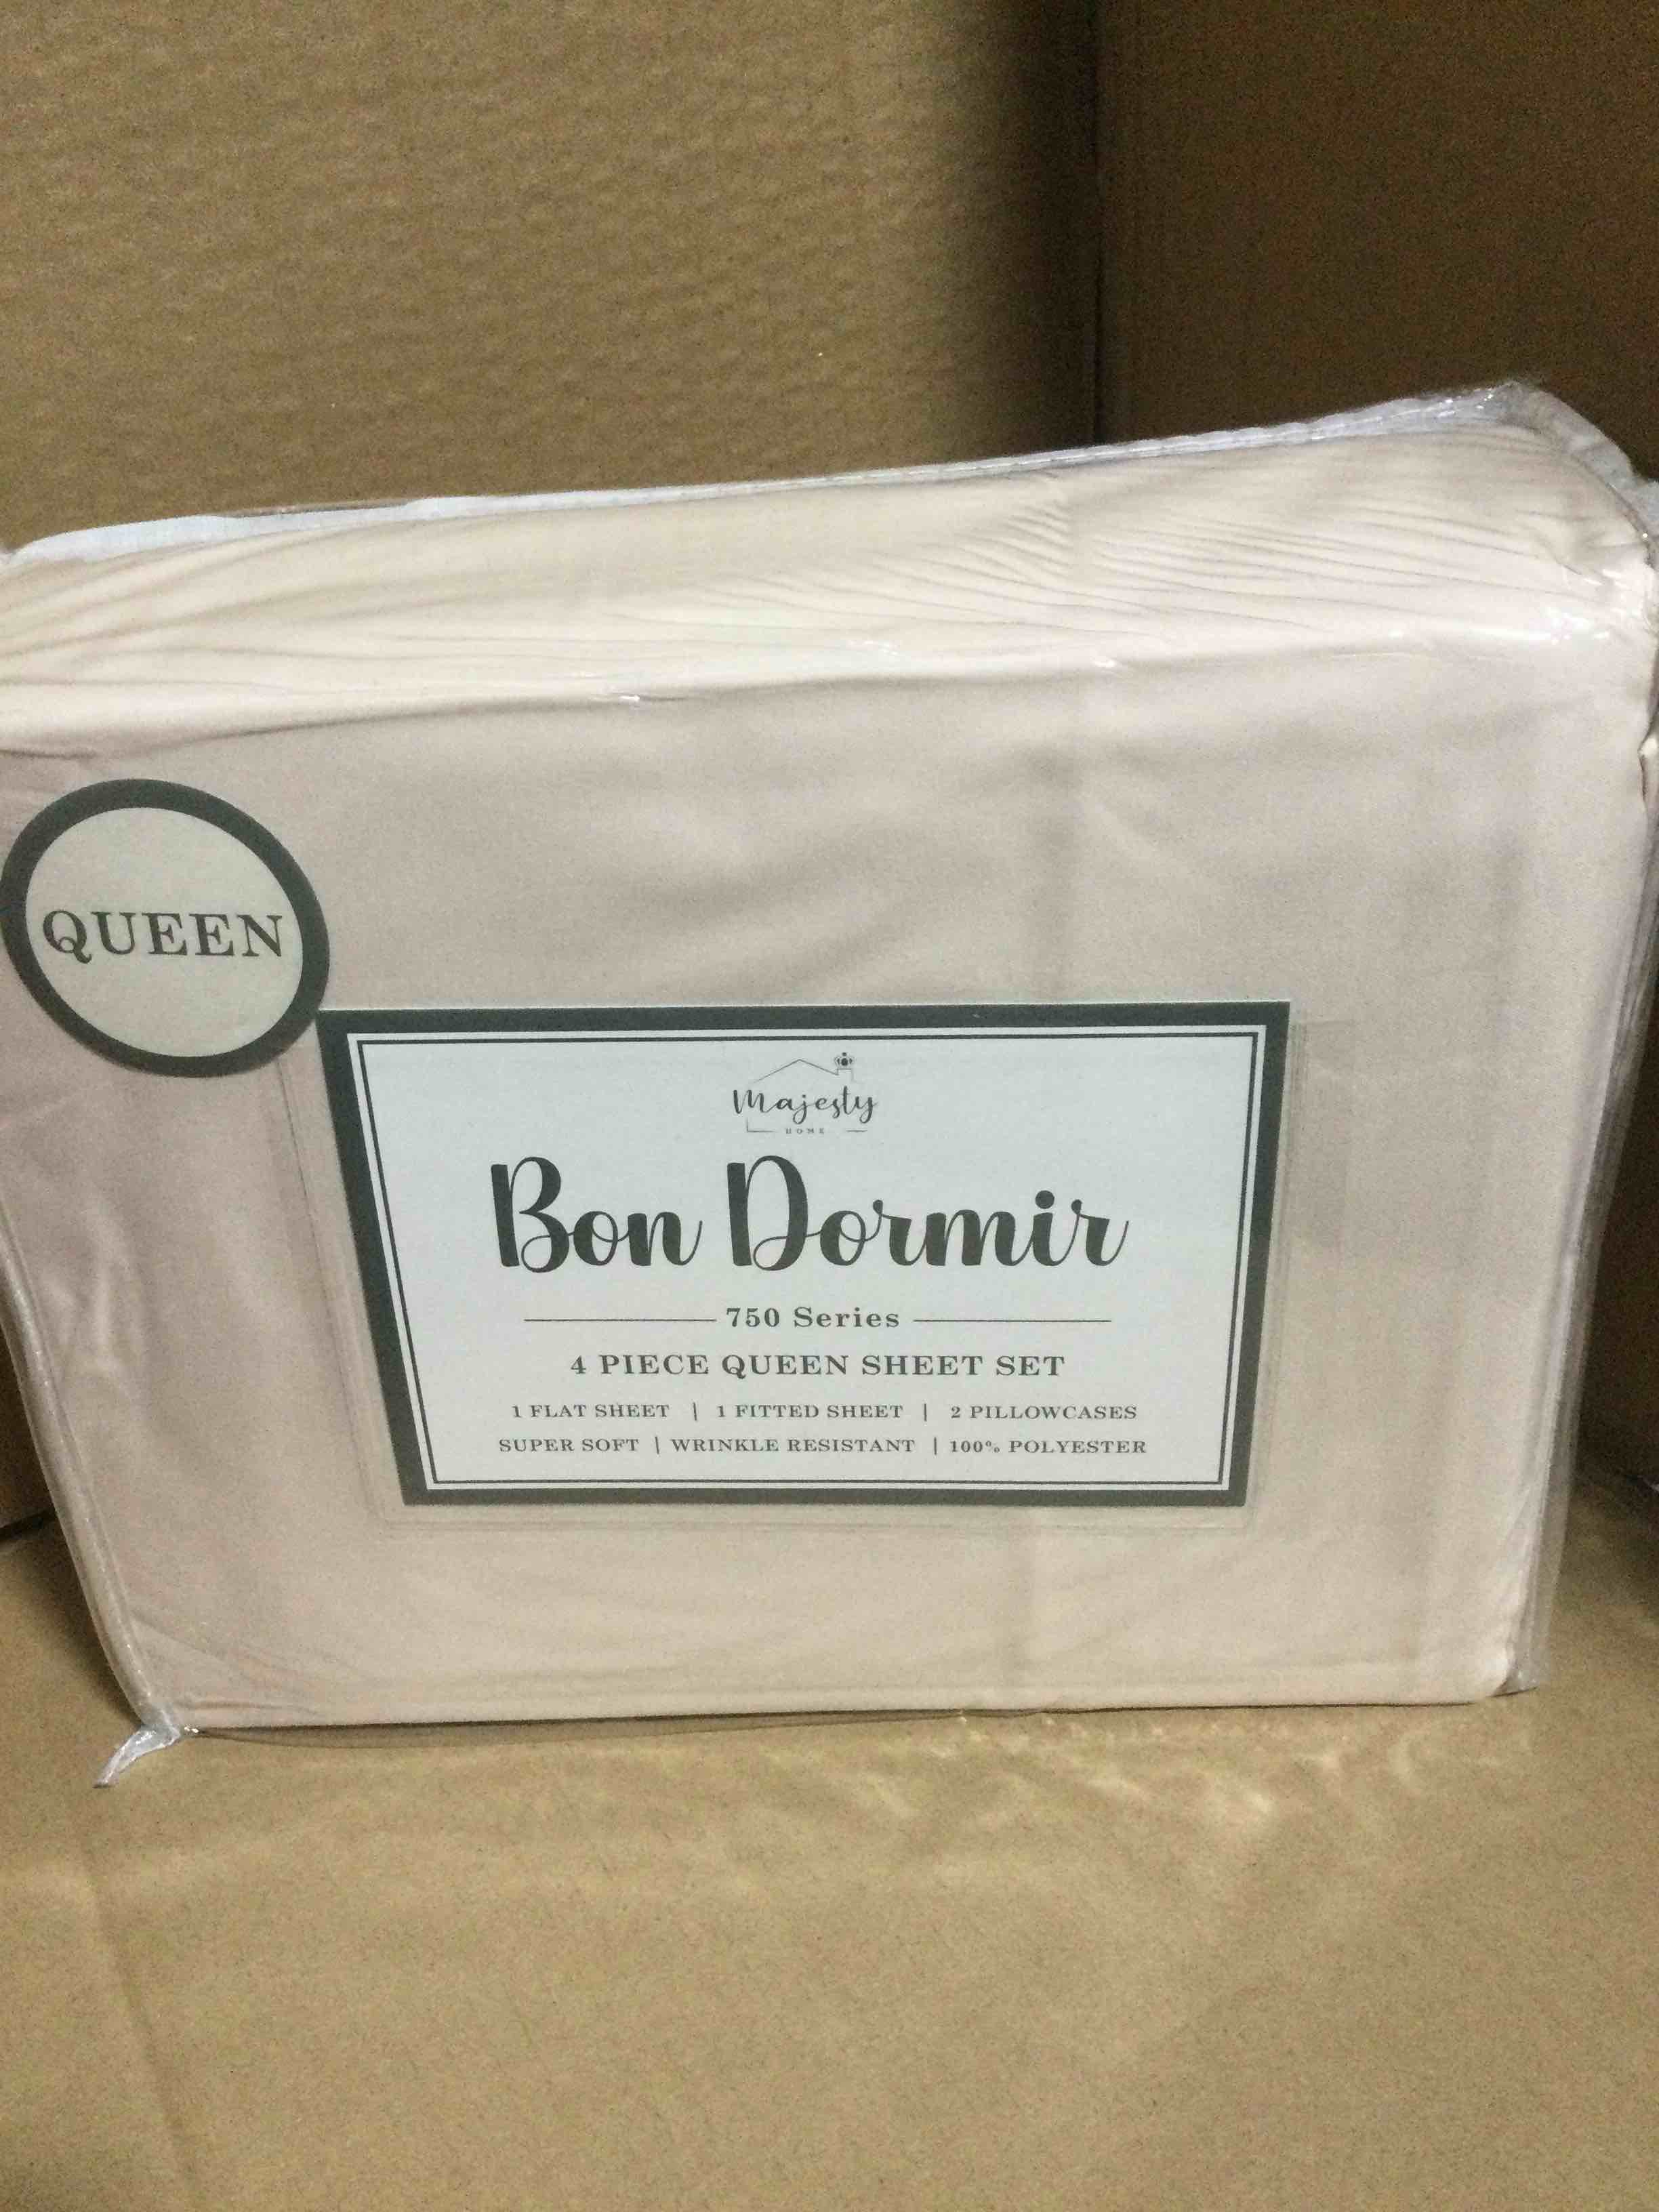 QUEEN
Majesty
HOME
Bon Dormir
750 Series
4 PIECE QUEEN SHEET SET
1 FLAT SHEET | 1 FITTED SHEET | 2 PILLOWCASES
SUPER SOFT | WRINKLE RESISTANT | 100% POLYESTER